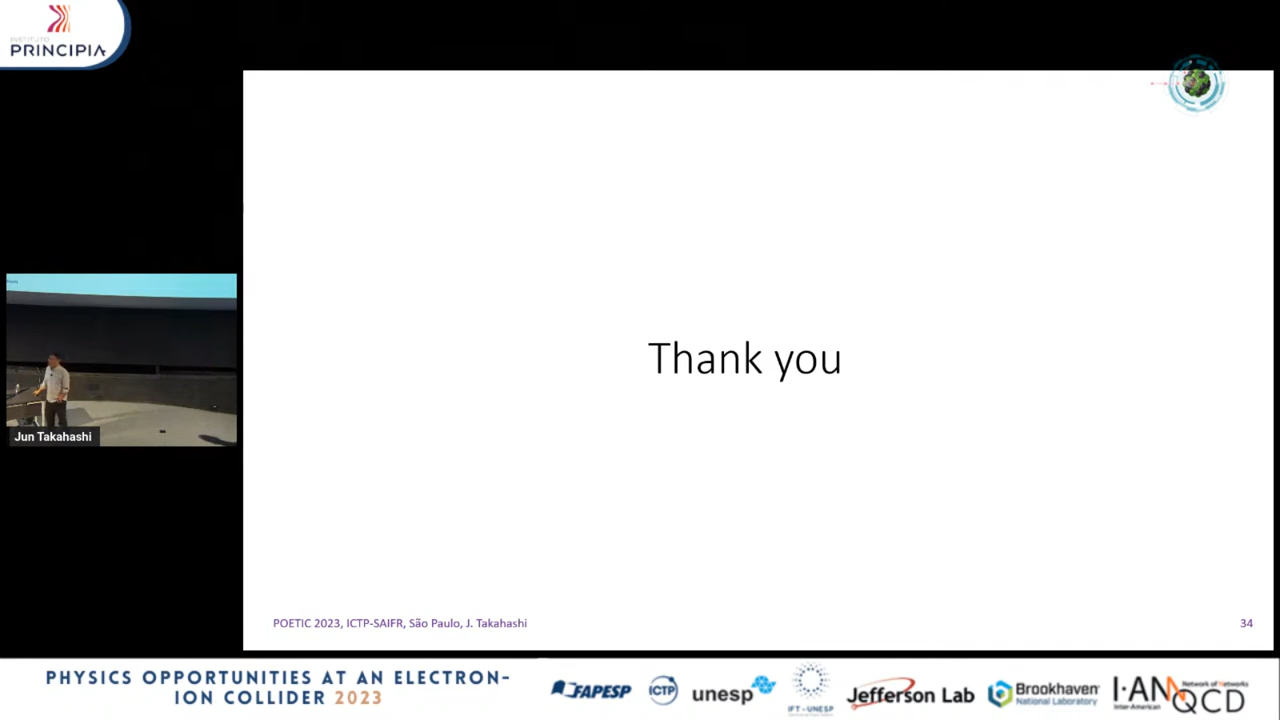 INSTITUTO
PRINCIPIA
Thank you
Jun Takahashi
POETIC 2023, ICTP-SAIFR, São Paulo, J. Takahashi
34
PHYSICS OPPORTUNITIES AT AN ELECTRON-
ION COLLIDER 2023
FAPESP
ICTP
unesp
IFT - UNESP
Jefferson Lab
Brookhaven
National Laboratory
I·AN
Inter-American
Network of Networks
QCD